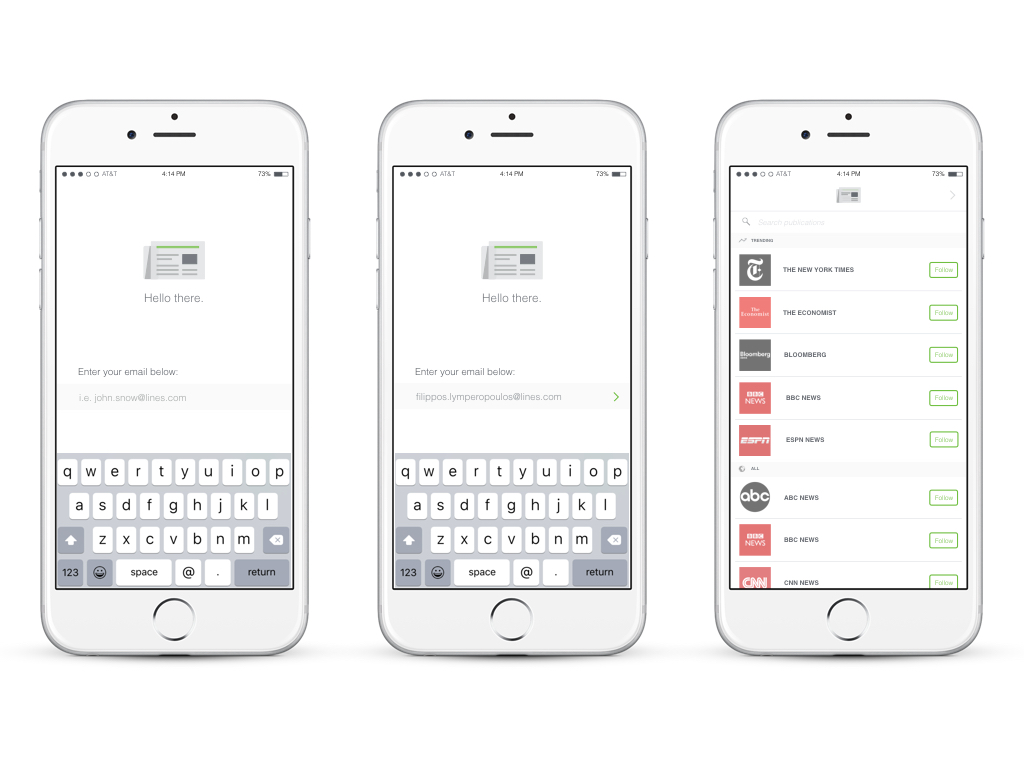 AT&T 4:14 PM 73%
Hello there.
Enter your email below:
i.e. john.snow@lines.com
q w e r t y u i o p
a s d f g h j k l
z x c v b n m
123 space @ . return
AT&T 4:14 PM 73%
Hello there.
Enter your email below:
filippos.lymperopoulos@lines.com
q w e r t y u i o p
a s d f g h j k l
z x c v b n m
123 space @ . return
AT&T 4:14 PM 73%
Search publications
TRENDING
T THE NEW YORK TIMES Follow
The
Economist
THE ECONOMIST Follow
Bloomberg BLOOMBERG Follow
BBC
NEWS
BBC NEWS Follow
ESPN ESPN NEWS Follow
ALL
abc ABC NEWS Follow
BBC
NEWS
BBC NEWS Follow
CNN CNN NEWS Follow